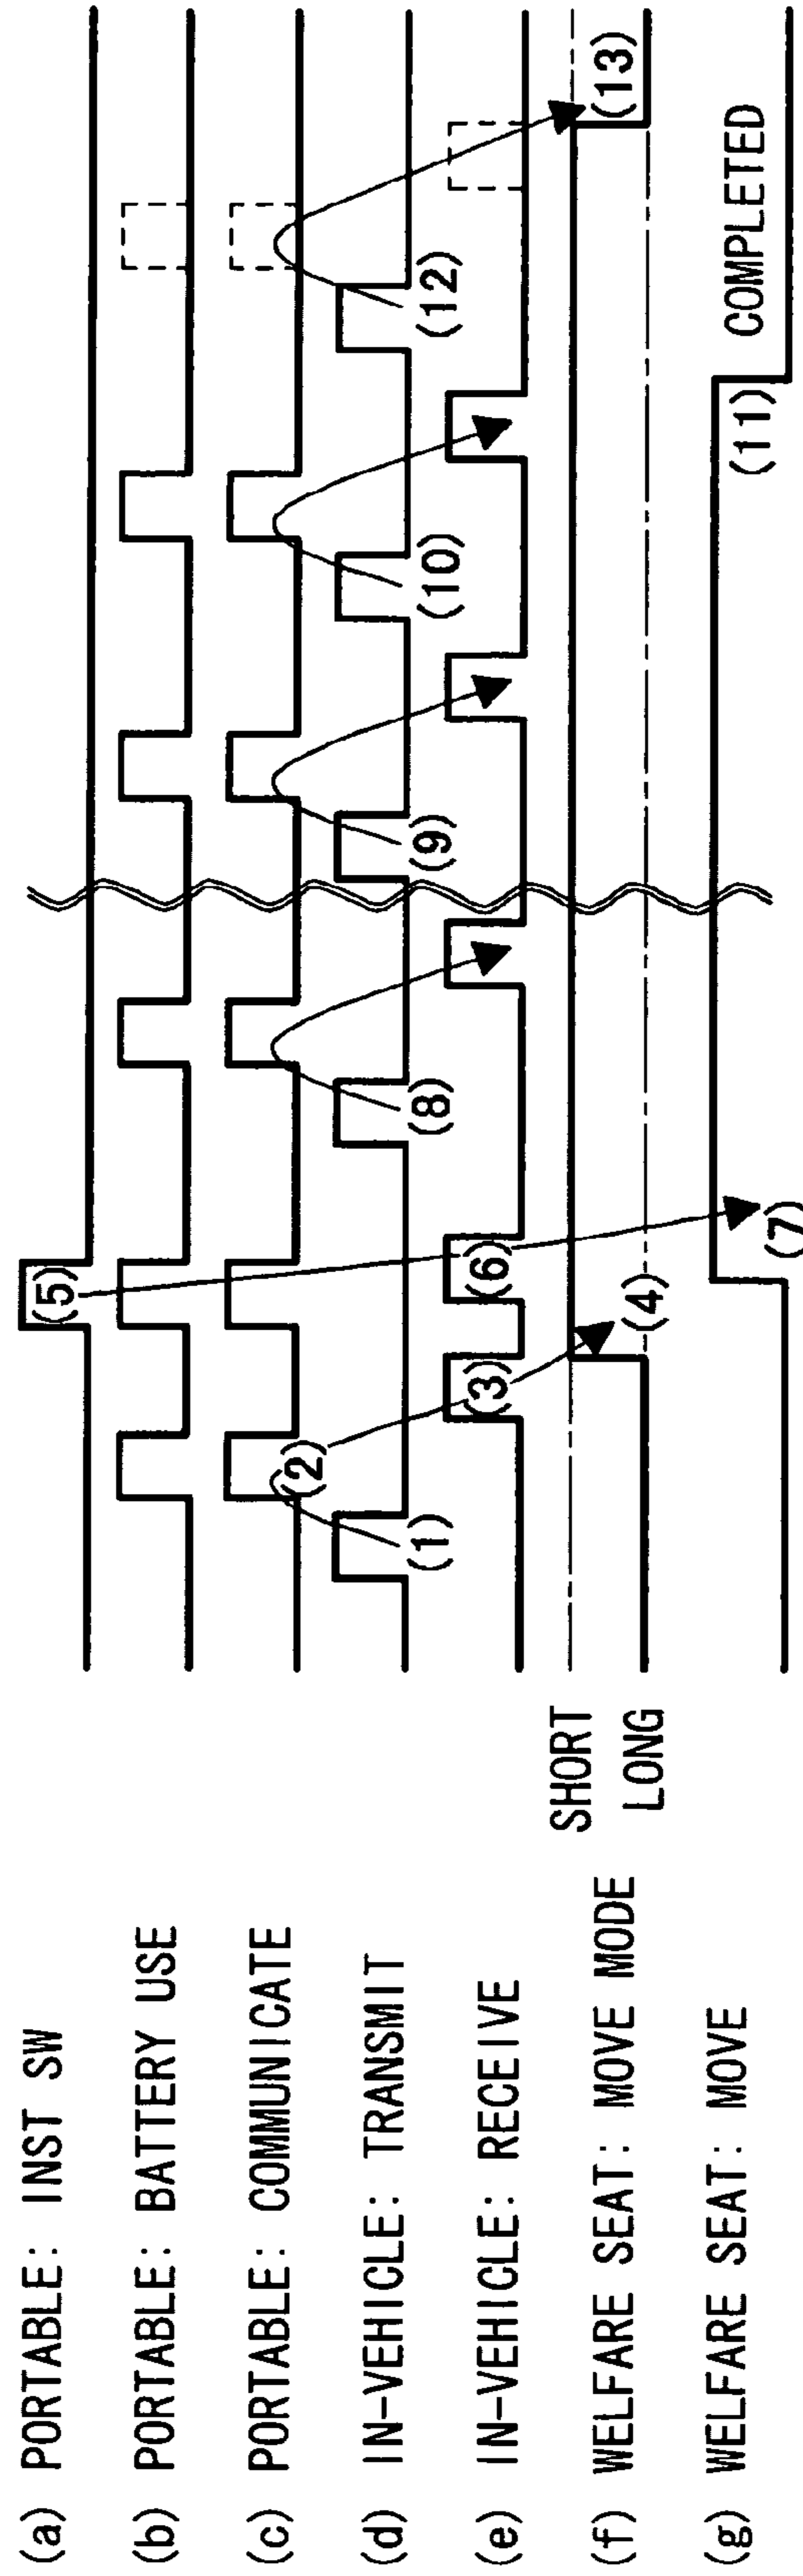 (a) PORTABLE: INST SW
(b) PORTABLE: BATTERY USE
(c) PORTABLE: COMMUNICATE
(d) IN-VEHICLE: TRANSMIT
(e) IN-VEHICLE: RECEIVE
(f) WELFARE SEAT: MOVE MODE
SHORT
LONG
(g) WELFARE SEAT: MOVE
(1)
(2)
(3)
(4)
(5)
(6)
(7)
(8)
(9)
(10)
(11)
COMPLETED
(12)
(13)